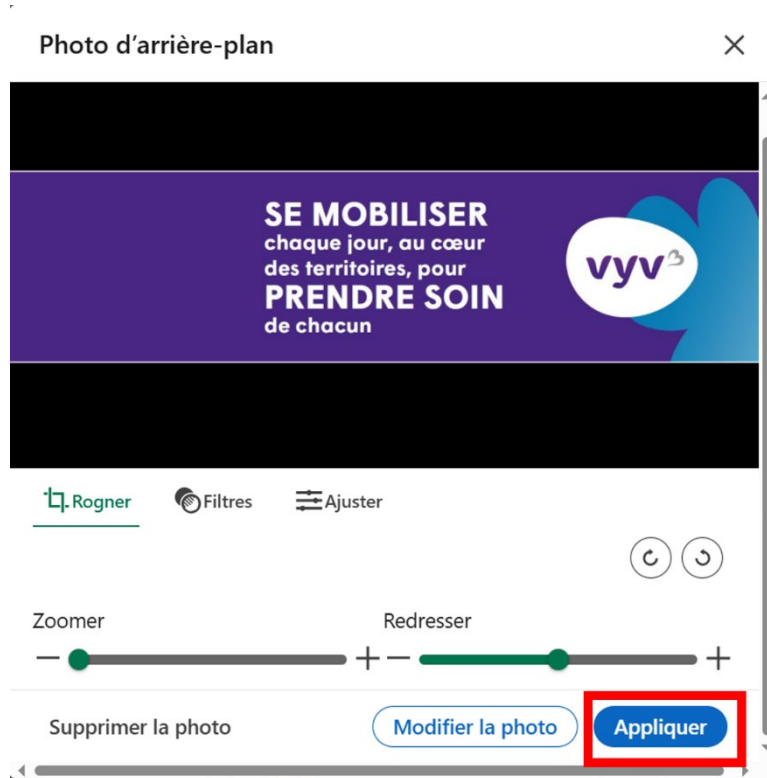 Photo d'arrière-plan
SE MOBILISER
chaque jour, au cœur
des territoires, pour
PRENDRE SOIN
de chacun
vyv3
Rogner Filtres Ajuster
Zoomer Redresser
Supprimer la photo Modifier la photo Appliquer